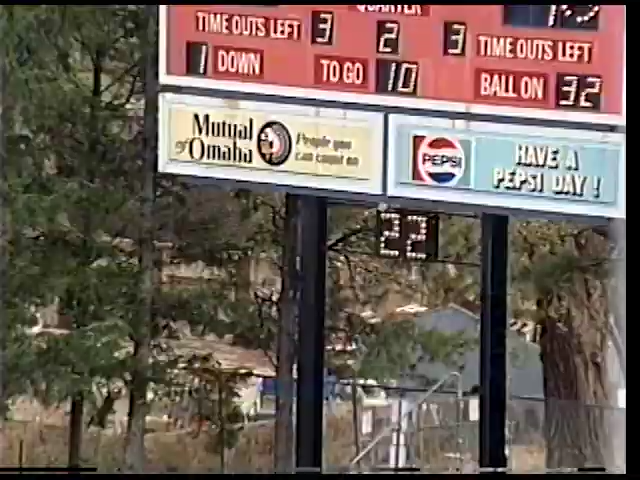 QUARTER
TIME OUTS LEFT 3 2 3 TIME OUTS LEFT
1 DOWN TO GO 10 BALL ON 32
Mutual of Omaha
People you can count on
PEPSI
HAVE A PEPSI DAY !
22